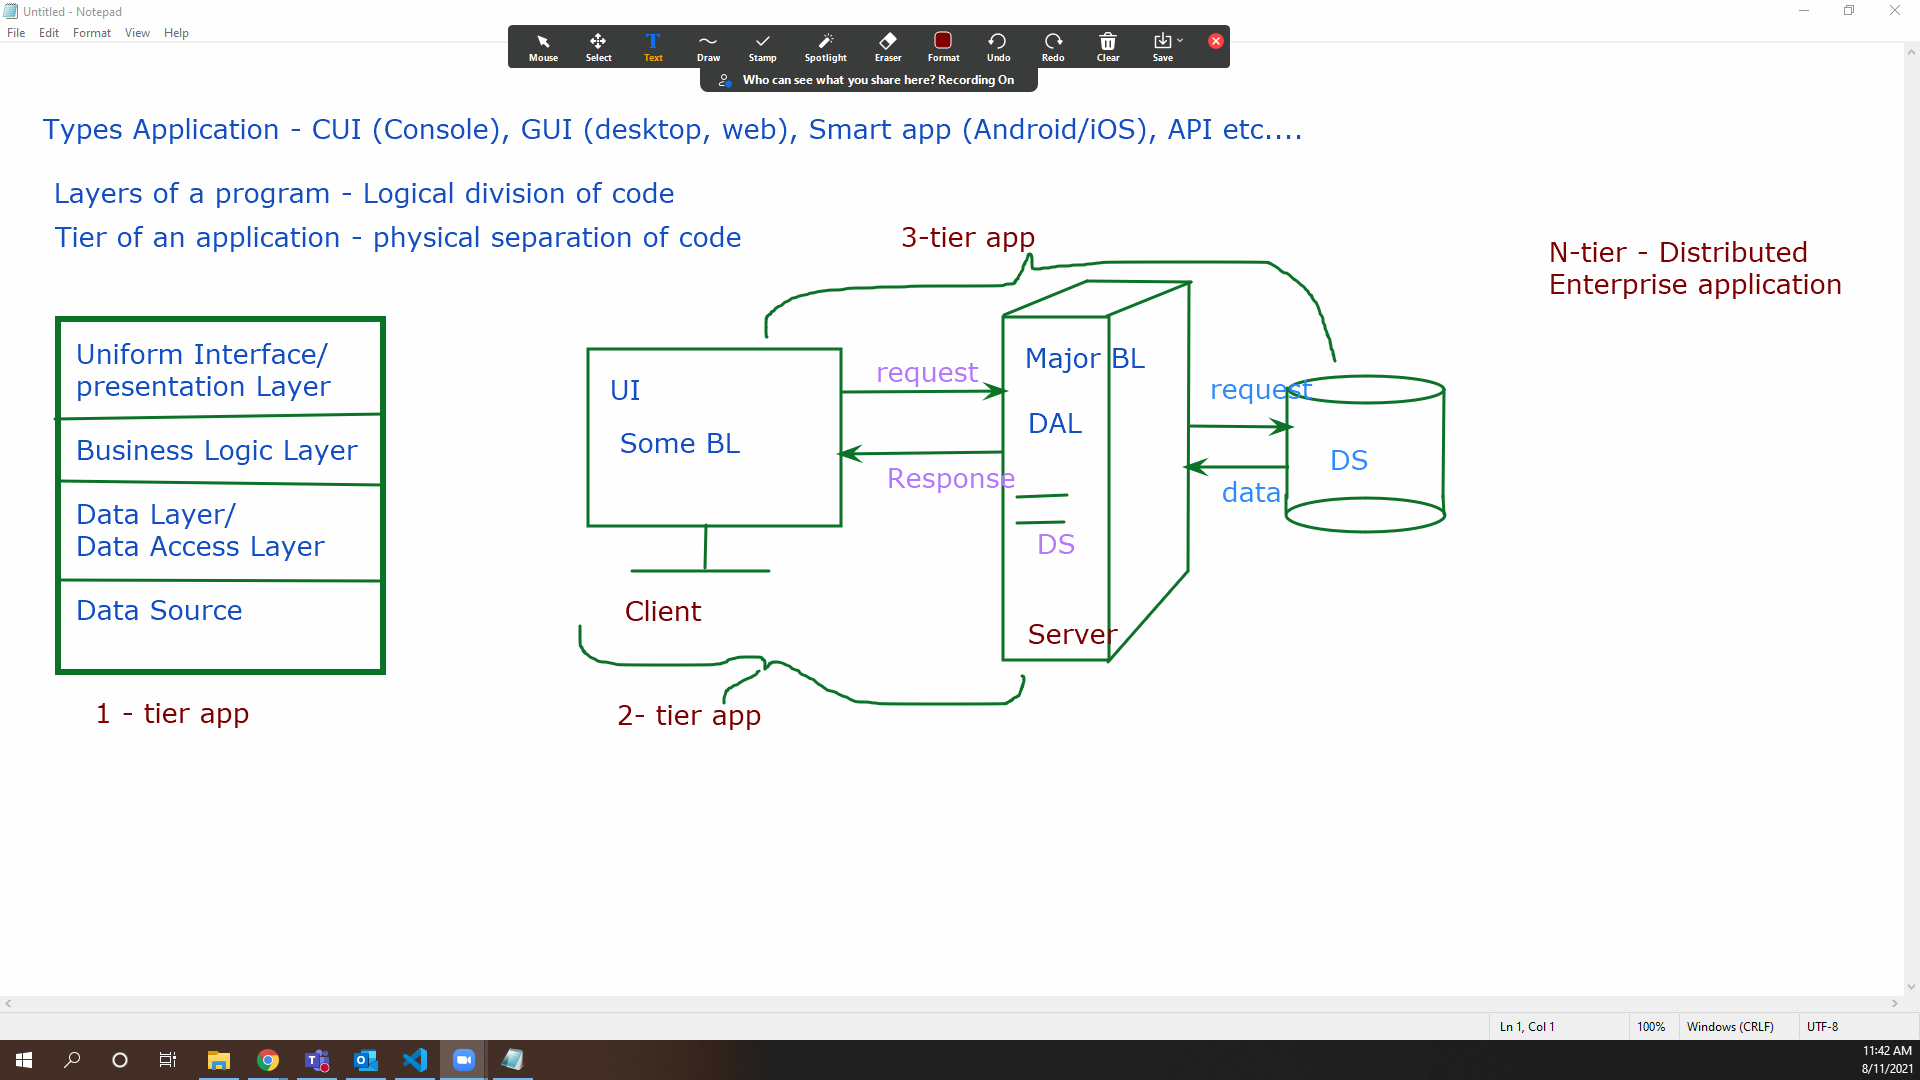 Untitled - Notepad
File Edit Format View Help
Mouse Select Text Draw Stamp Spotlight Eraser Format Undo Redo Clear Save
Who can see what you share here? Recording On
Types Application - CUI (Console), GUI (desktop, web), Smart app (Android/iOS), API etc....
Layers of a program - Logical division of code
Tier of an application - physical separation of code
3-tier app
N-tier - Distributed
Enterprise application
Uniform Interface/
presentation Layer
Business Logic Layer
Data Layer/
Data Access Layer
Data Source
1 - tier app
UI
Some BL
Client
request
Response
2- tier app
Major BL
DAL
DS
Server
request
data
DS
Ln 1, Col 1 100% Windows (CRLF) UTF-8
11:42 AM
8/11/2021